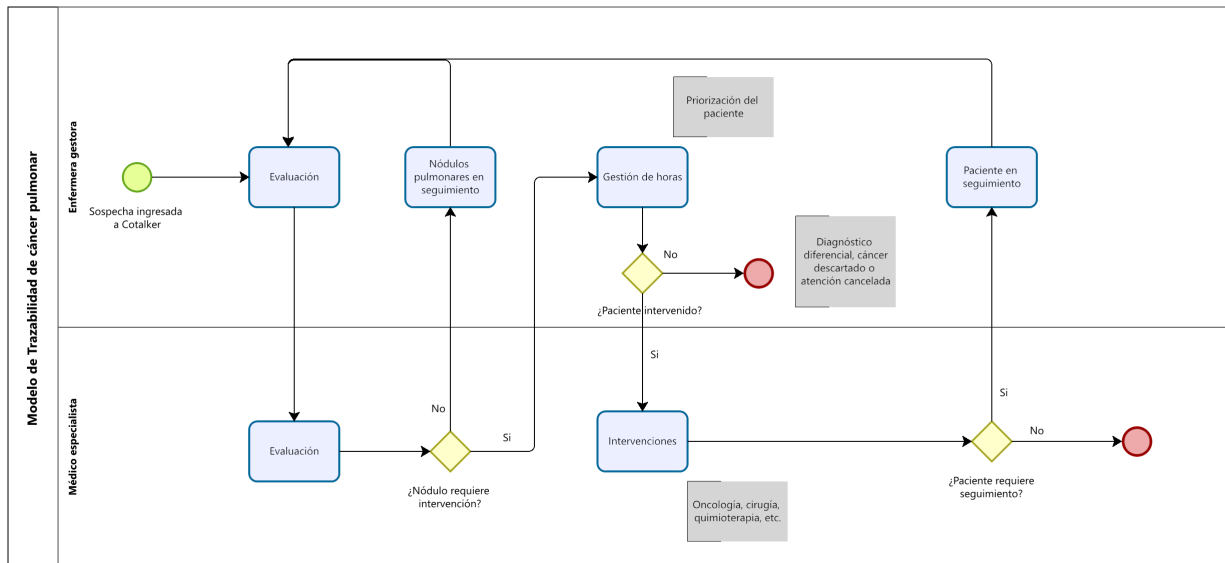 Modelo de Trazabilidad de cáncer pulmonar
Enfermera gestora
Sospecha ingresada
a Cotalker
Evaluación
Nódulos
pulmonares en
seguimiento
Gestión de horas
Priorización del
paciente
Paciente en
seguimiento
No
¿Paciente intervenido?
Diagnóstico
diferencial, cáncer
descartado o
atención cancelada
Si
Médico especialista
Evaluación
No
Si
¿Nódulo requiere
intervención?
Intervenciones
Oncología, cirugía,
quimioterapia, etc.
Si
No
¿Paciente requiere
seguimiento?